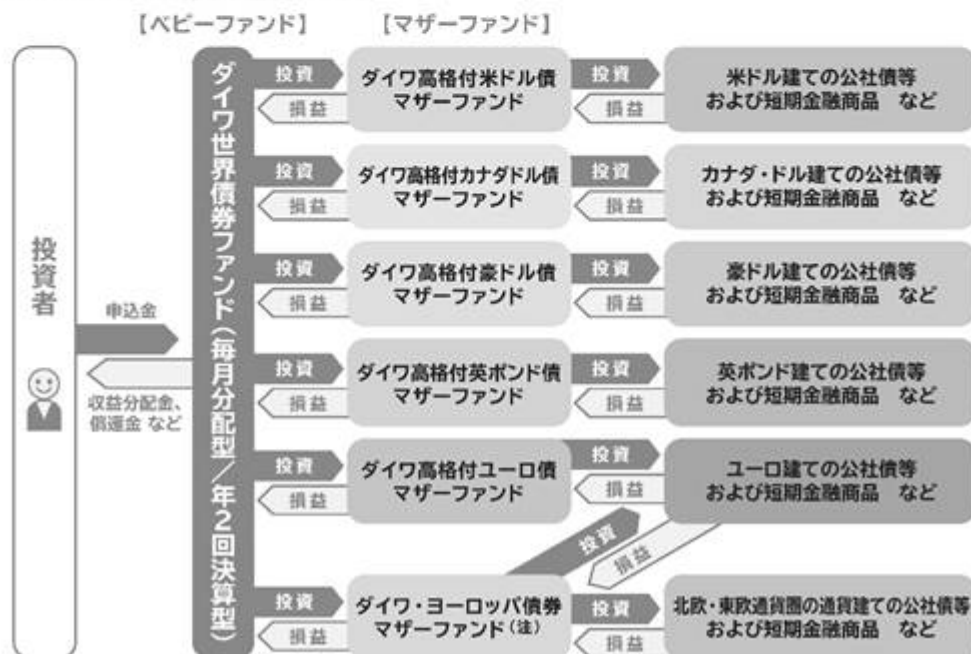 【ベビーファンド】
【マザーファンド】
投資者
申込金
収益分配金、
償還金 など
ダイワ世界債券ファンド(毎月分配型/年2回決算型)
投資
損益
ダイワ高格付米ドル債
マザーファンド
投資
損益
米ドル建ての公社債等
および短期金融商品 など
投資
損益
ダイワ高格付カナダドル債
マザーファンド
投資
損益
カナダ・ドル建ての公社債等
および短期金融商品 など
投資
損益
ダイワ高格付豪ドル債
マザーファンド
投資
損益
豪ドル建ての公社債等
および短期金融商品 など
投資
損益
ダイワ高格付英ポンド債
マザーファンド
投資
損益
英ポンド建ての公社債等
および短期金融商品 など
投資
損益
ダイワ高格付ユーロ債
マザーファンド
投資
損益
ユーロ建ての公社債等
および短期金融商品 など
投資
損益
投資
損益
ダイワ・ヨーロッパ債券
マザーファンド(注)
投資
損益
北欧・東欧通貨圏の通貨建ての公社債等
および短期金融商品 など